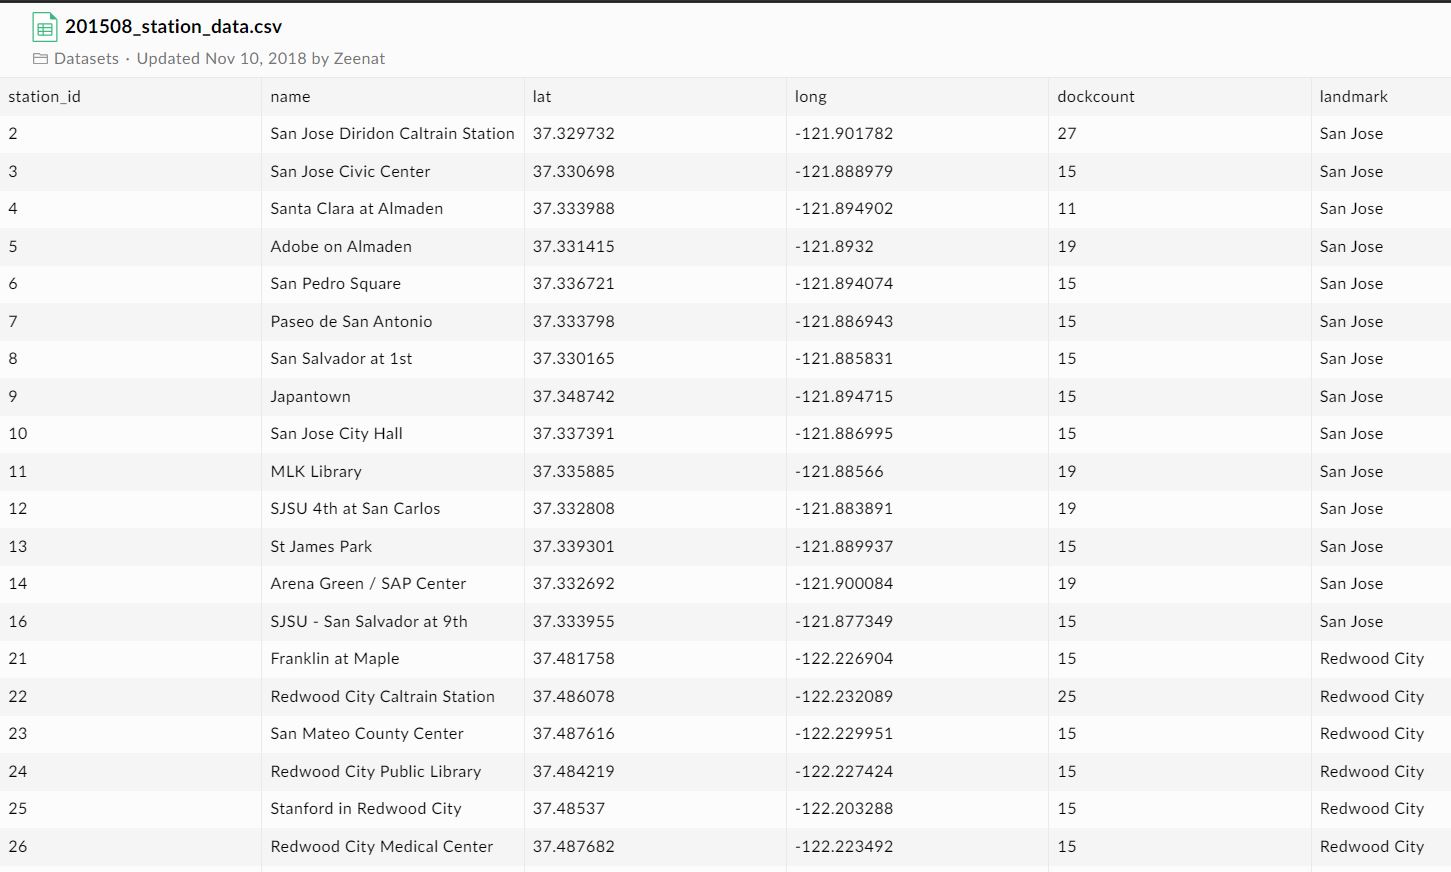 201508_station_data.csv
Datasets · Updated Nov 10, 2018 by Zeenat
station_id name lat long dockcount landmark
2 San Jose Diridon Caltrain Station 37.329732 -121.901782 27 San Jose
3 San Jose Civic Center 37.330698 -121.888979 15 San Jose
4 Santa Clara at Almaden 37.333988 -121.894902 11 San Jose
5 Adobe on Almaden 37.331415 -121.8932 19 San Jose
6 San Pedro Square 37.336721 -121.894074 15 San Jose
7 Paseo de San Antonio 37.333798 -121.886943 15 San Jose
8 San Salvador at 1st 37.330165 -121.885831 15 San Jose
9 Japantown 37.348742 -121.894715 15 San Jose
10 San Jose City Hall 37.337391 -121.886995 15 San Jose
11 MLK Library 37.335885 -121.88566 19 San Jose
12 SJSU 4th at San Carlos 37.332808 -121.883891 19 San Jose
13 St James Park 37.339301 -121.889937 15 San Jose
14 Arena Green / SAP Center 37.332692 -121.900084 19 San Jose
16 SJSU - San Salvador at 9th 37.333955 -121.877349 15 San Jose
21 Franklin at Maple 37.481758 -122.226904 15 Redwood City
22 Redwood City Caltrain Station 37.486078 -122.232089 25 Redwood City
23 San Mateo County Center 37.487616 -122.229951 15 Redwood City
24 Redwood City Public Library 37.484219 -122.227424 15 Redwood City
25 Stanford in Redwood City 37.48537 -122.203288 15 Redwood City
26 Redwood City Medical Center 37.487682 -122.223492 15 Redwood City